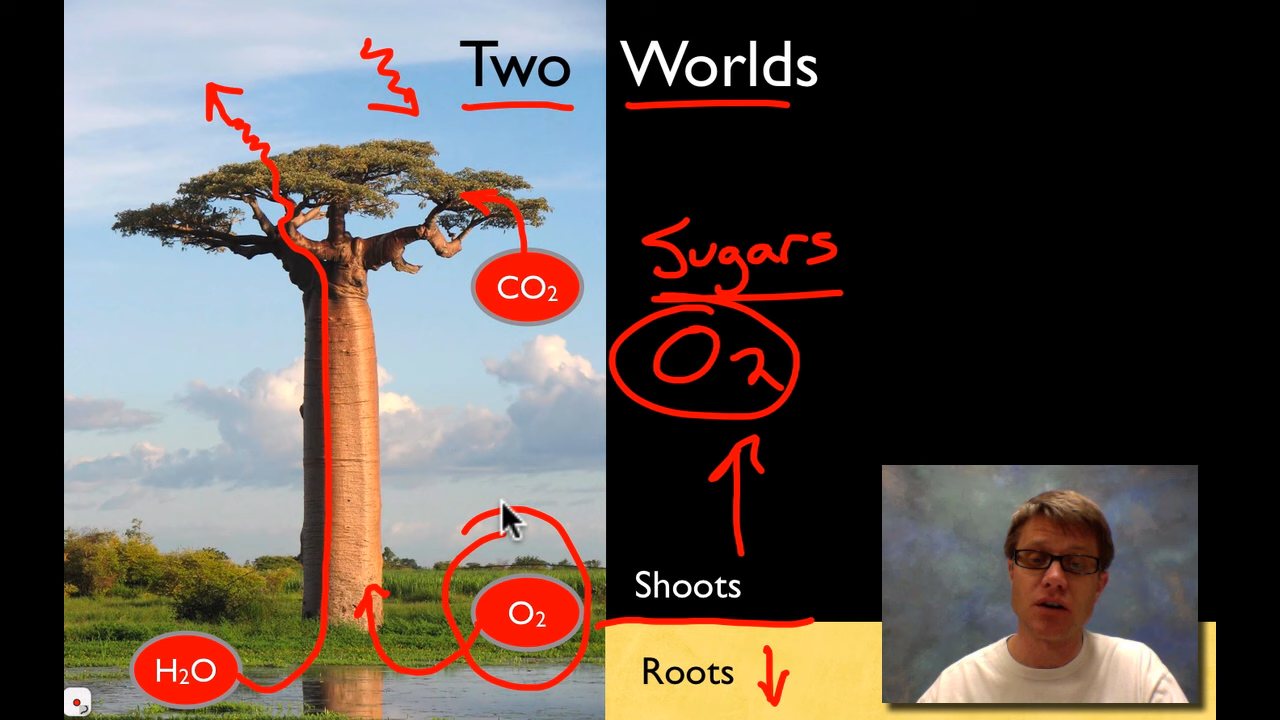 Two Worlds
Sugars
CO₂
O₂
Shoots
O₂
H₂O
Roots